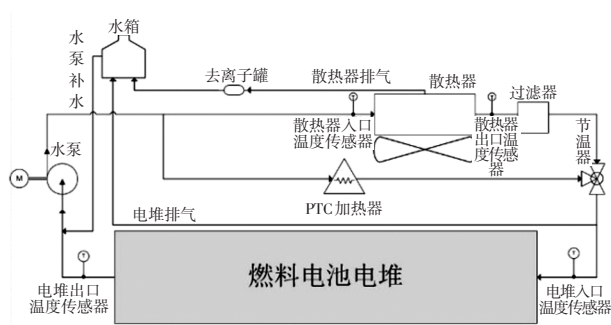 水箱
水
泵
补
水
去离子罐
散热器排气
散热器
过滤器
T
T
散热器入口
温度传感器
散热器
出口温
度传感
器
节
温
器
水泵
M
PTC加热器
电堆排气
T
T
燃料电池电堆
电堆出口
温度传感器
电堆入口
温度传感器